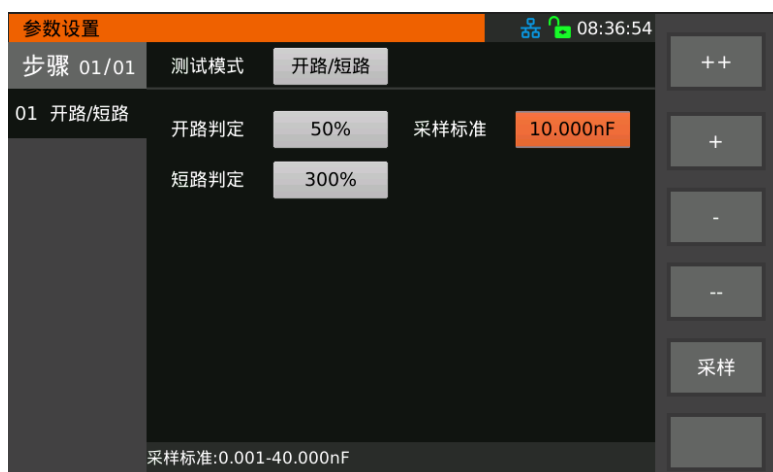 参数设置 08:36:54
步骤 01/01 测试模式 开路/短路
01 开路/短路
开路判定 50% 采样标准 10.000nF
短路判定 300%
++
+
-
--
采样
采样标准:0.001-40.000nF